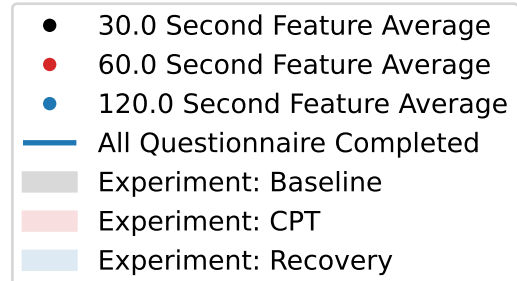 30.0 Second Feature Average
60.0 Second Feature Average
120.0 Second Feature Average
All Questionnaire Completed
Experiment: Baseline
Experiment: CPT
Experiment: Recovery